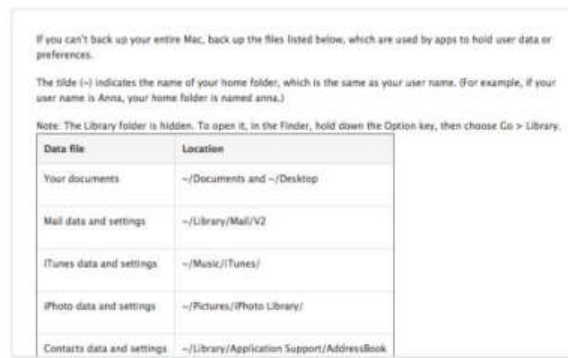 If you can't back up your entire Mac, back up the files listed below, which are used by apps to hold user data or
preferences.
The tilde (~) indicates the name of your home folder, which is the same as your user name. (For example, if your
user name is Anna, your home folder is named anna.)
Note: The Library folder is hidden. To open it, in the Finder, hold down the Option key, then choose Go > Library.
Data file Location
Your documents ~/Documents and ~/Desktop
Mail data and settings ~/Library/Mail/V2
iTunes data and settings ~/Music/iTunes/
iPhoto data and settings ~/Pictures/iPhoto Library/
Contacts data and settings ~/Library/Application Support/AddressBook